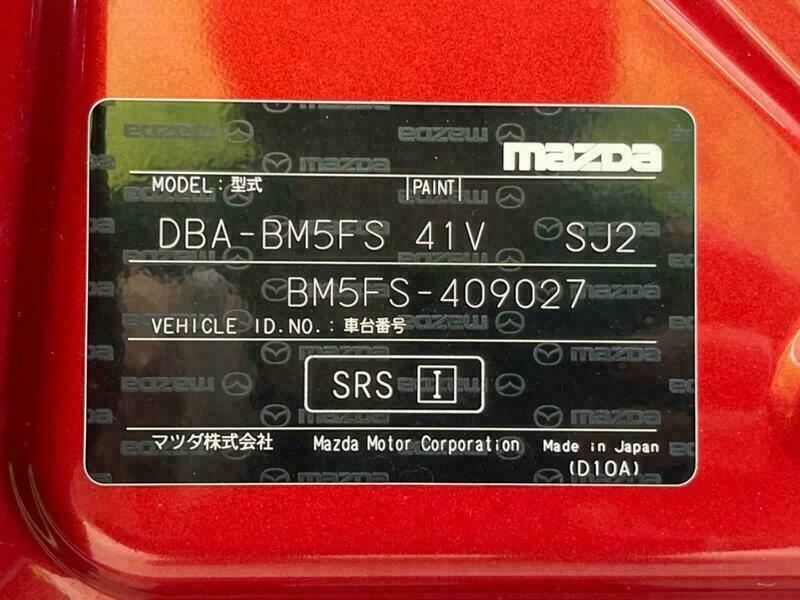 mazda
MODEL：型式 PAINT
DBA-BM5FS 41V SJ2
BM5FS-409027
VEHICLE ID.NO.：車台番号
SRS I
マツダ株式会社 Mazda Motor Corporation Made in Japan
(D10A)